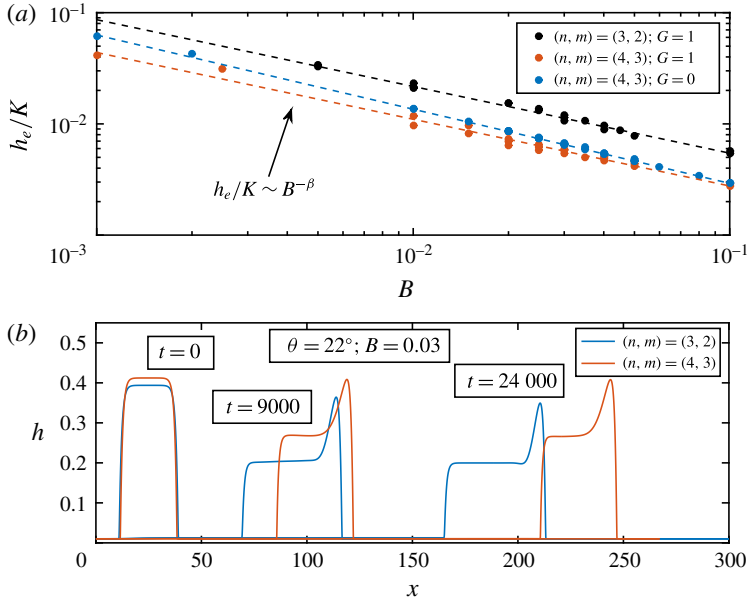 (a)
10⁻¹
10⁻²
10⁻³
hₑ/K
(n, m) = (3, 2); G = 1
(n, m) = (4, 3); G = 1
(n, m) = (4, 3); G = 0
hₑ/K ~ B⁻ᵝ
10⁻²
10⁻¹
B
(b)
0.5
0.4
0.3
0.2
0.1
h
t = 0
θ = 22°; B = 0.03
(n, m) = (3, 2)
(n, m) = (4, 3)
t = 9000
t = 24 000
0
50
100
150
200
250
300
x